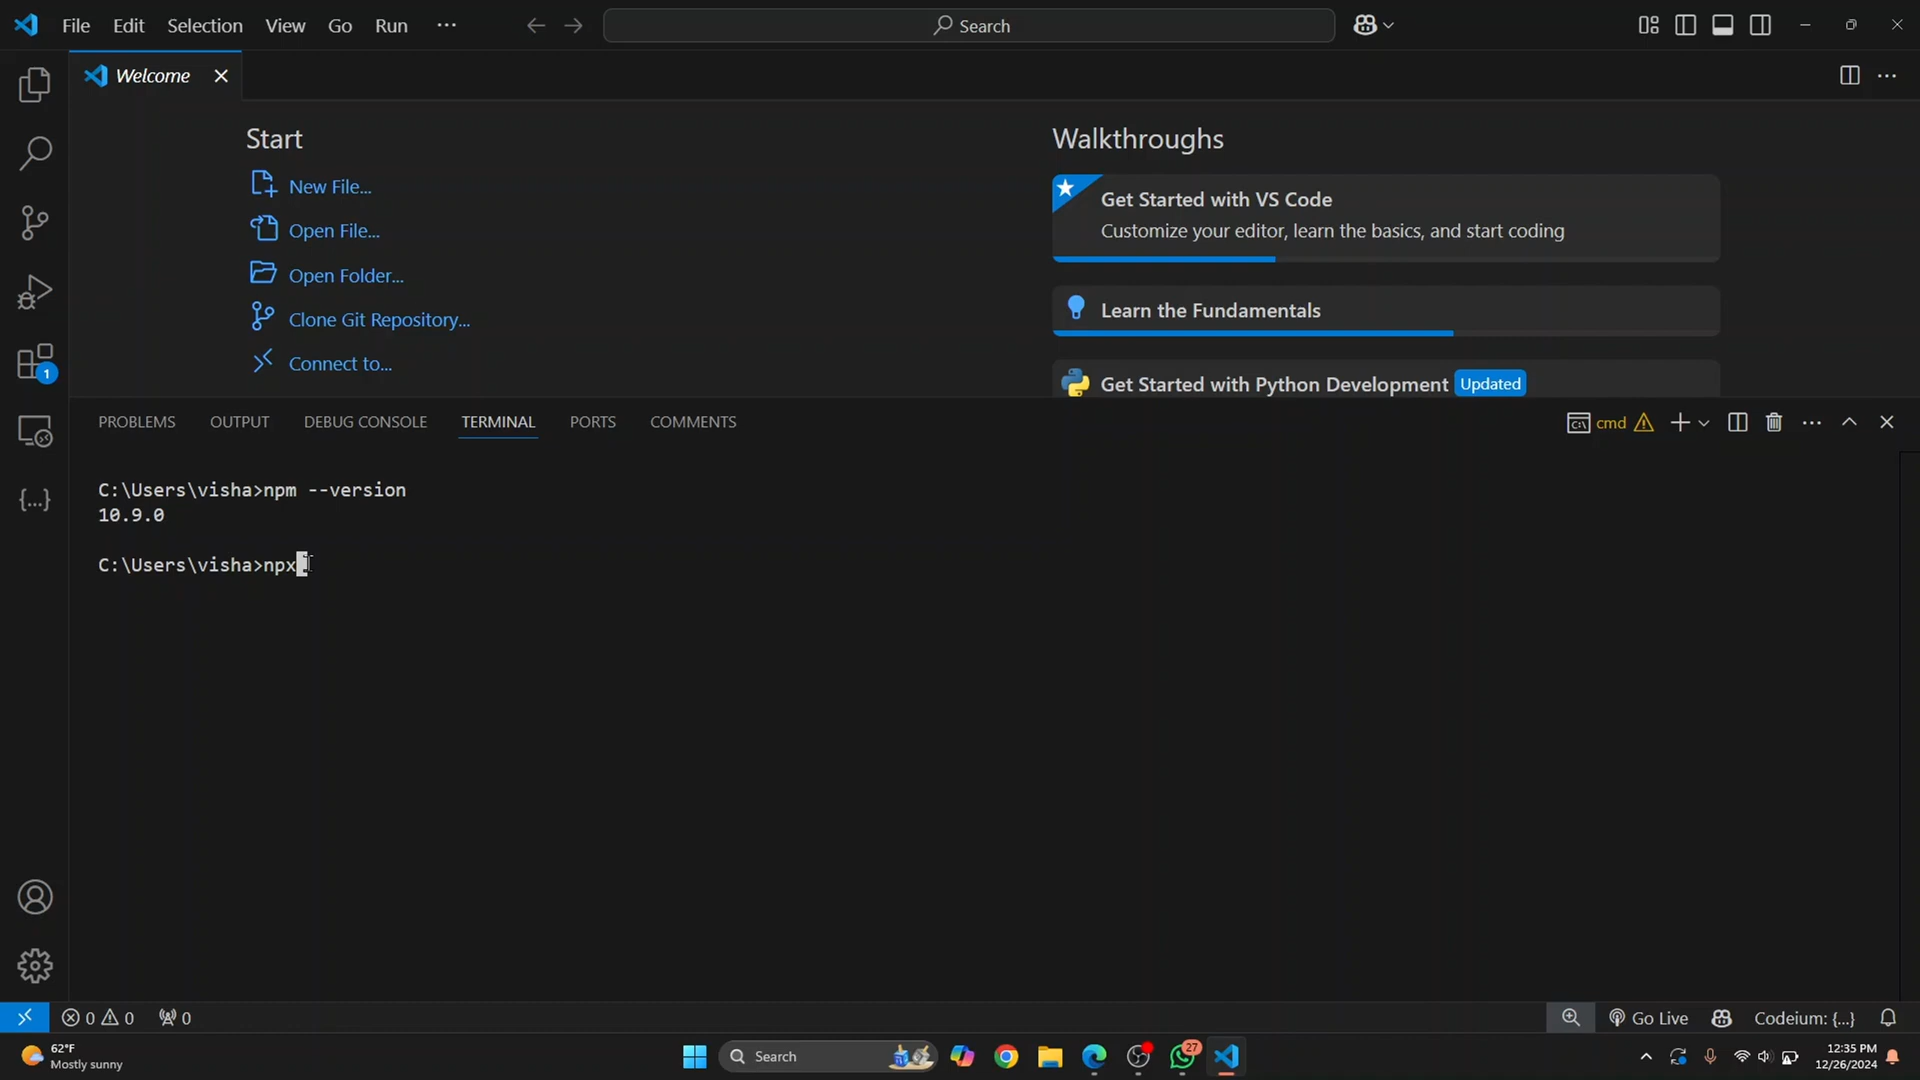 File Edit Selection View Go Run ···
Search
Welcome
Start
New File...
Open File...
Open Folder...
Clone Git Repository...
Connect to...
Walkthroughs
Get Started with VS Code
Customize your editor, learn the basics, and start coding
Learn the Fundamentals
Get Started with Python Development Updated
1
PROBLEMS OUTPUT DEBUG CONSOLE TERMINAL PORTS COMMENTS
cmd
C:\Users\visha>npm --version
10.9.0
C:\Users\visha>npx
0 0 0
Go Live
Codeium: {...}
62°F
Mostly sunny
Search
27
12:35 PM
12/26/2024